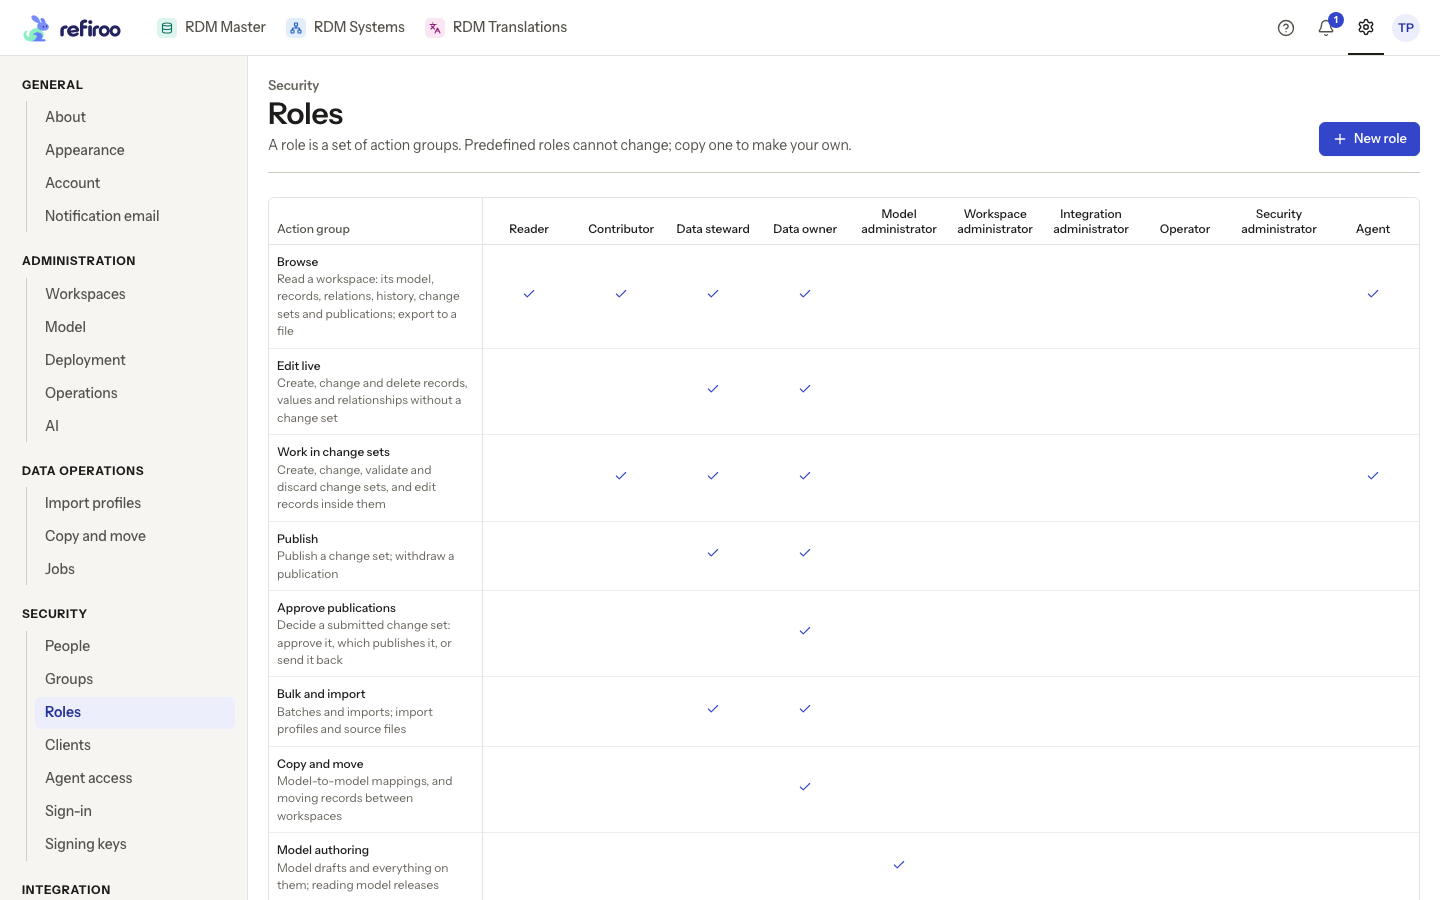 refiroo
RDM Master
RDM Systems
RDM Translations
1
TP
GENERAL
About
Appearance
Account
Notification email
ADMINISTRATION
Workspaces
Model
Deployment
Operations
AI
DATA OPERATIONS
Import profiles
Copy and move
Jobs
SECURITY
People
Groups
Roles
Clients
Agent access
Sign-in
Signing keys
INTEGRATION
Security
Roles
A role is a set of action groups. Predefined roles cannot change; copy one to make your own.
New role
Action group
Reader
Contributor
Data steward
Data owner
Model
administrator
Workspace
administrator
Integration
administrator
Operator
Security
administrator
Agent
Browse
Read a workspace: its model,
records, relations, history, change
sets and publications; export to a
file
Edit live
Create, change and delete records,
values and relationships without a
change set
Work in change sets
Create, change, validate and
discard change sets, and edit
records inside them
Publish
Publish a change set; withdraw a
publication
Approve publications
Decide a submitted change set:
approve it, which publishes it, or
send it back
Bulk and import
Batches and imports; import
profiles and source files
Copy and move
Model-to-model mappings, and
moving records between
workspaces
Model authoring
Model drafts and everything on
them; reading model releases